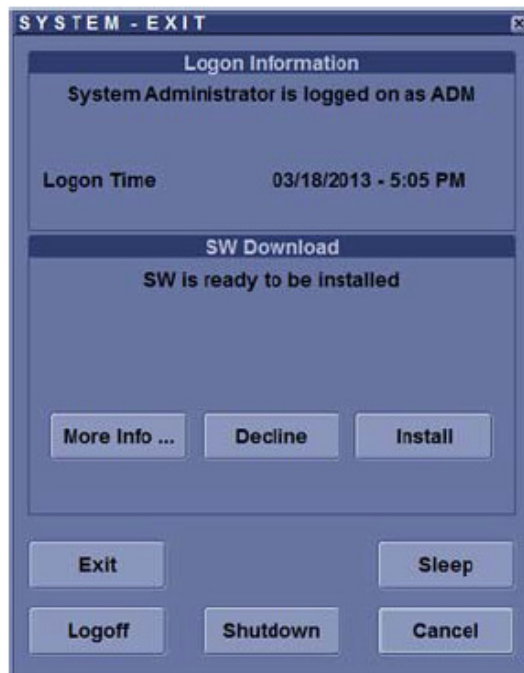 SYSTEM - EXIT
Logon Information
System Administrator is logged on as ADM
Logon Time 03/18/2013 - 5:05 PM
SW Download
SW is ready to be installed
More Info ... Decline Install
Exit Sleep
Logoff Shutdown Cancel